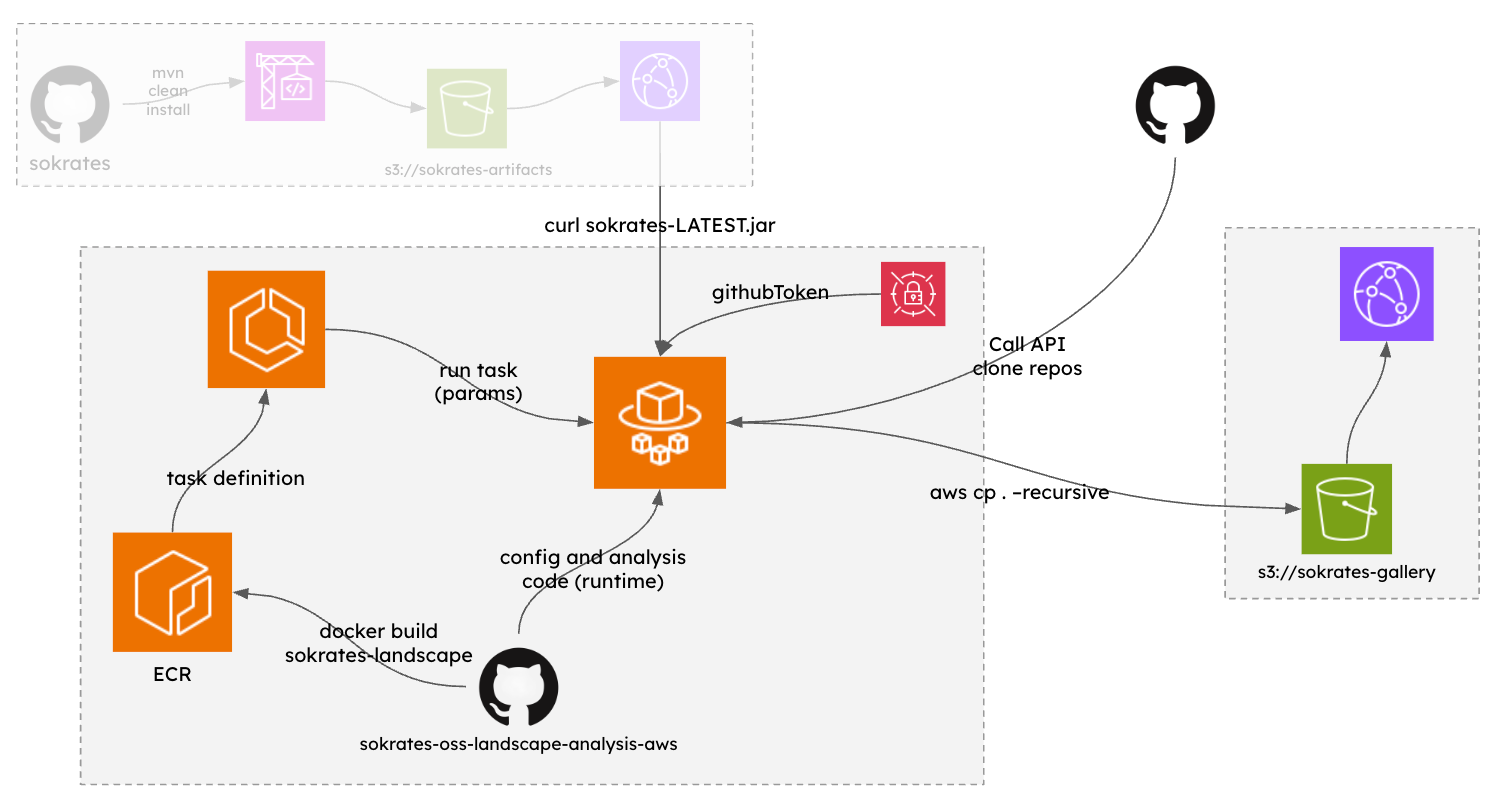 mvn
clean
install
sokrates
s3://sokrates-artifacts
curl sokrates-LATEST.jar
githubToken
Call API
clone repos
run task
(params)
task definition
aws cp . –recursive
config and analysis
code (runtime)
s3://sokrates-gallery
docker build
sokrates-landscape
ECR
sokrates-oss-landscape-analysis-aws